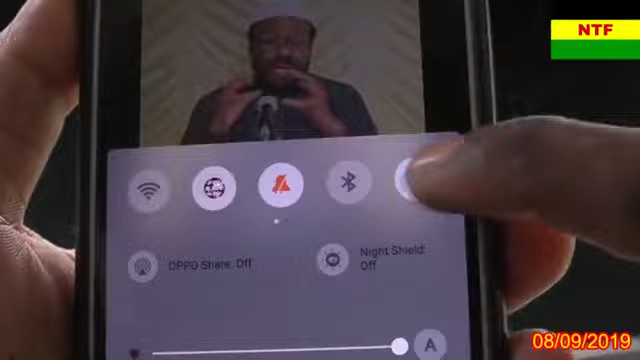 NTF
OPPO Share: Off
Night Shield:
Off
A
08/09/2019